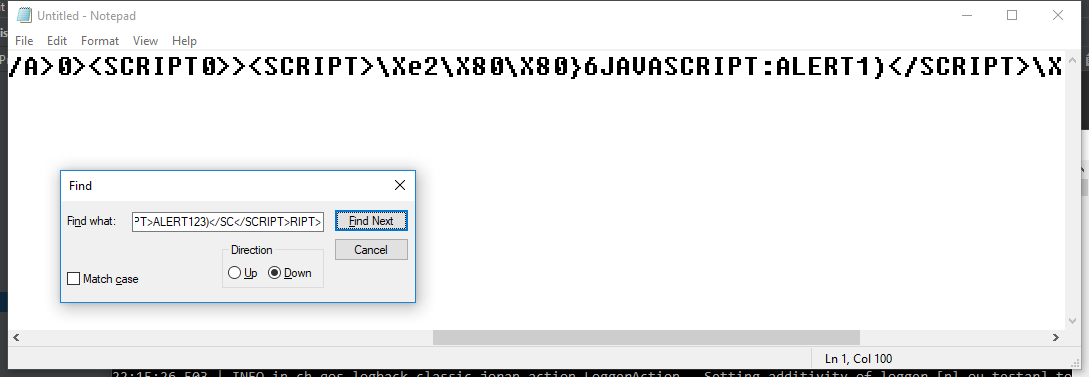 Untitled - Notepad
File Edit Format View Help
/A>0><SCRIPT0>><SCRIPT>\Xe2\X80\X80}6JAVASCRIPT:ALERT1)</SCRIPT>\X
Find
Find what: PT>ALERT123)</SC</SCRIPT>RIPT> Find Next
Direction Cancel
Up Down
Match case
Ln 1, Col 100
22:15:26,503 | INFO in ch.qos.logback.classic.joran.action.LoggerAction - Setting additivity of logger [nl.ou.testar] to